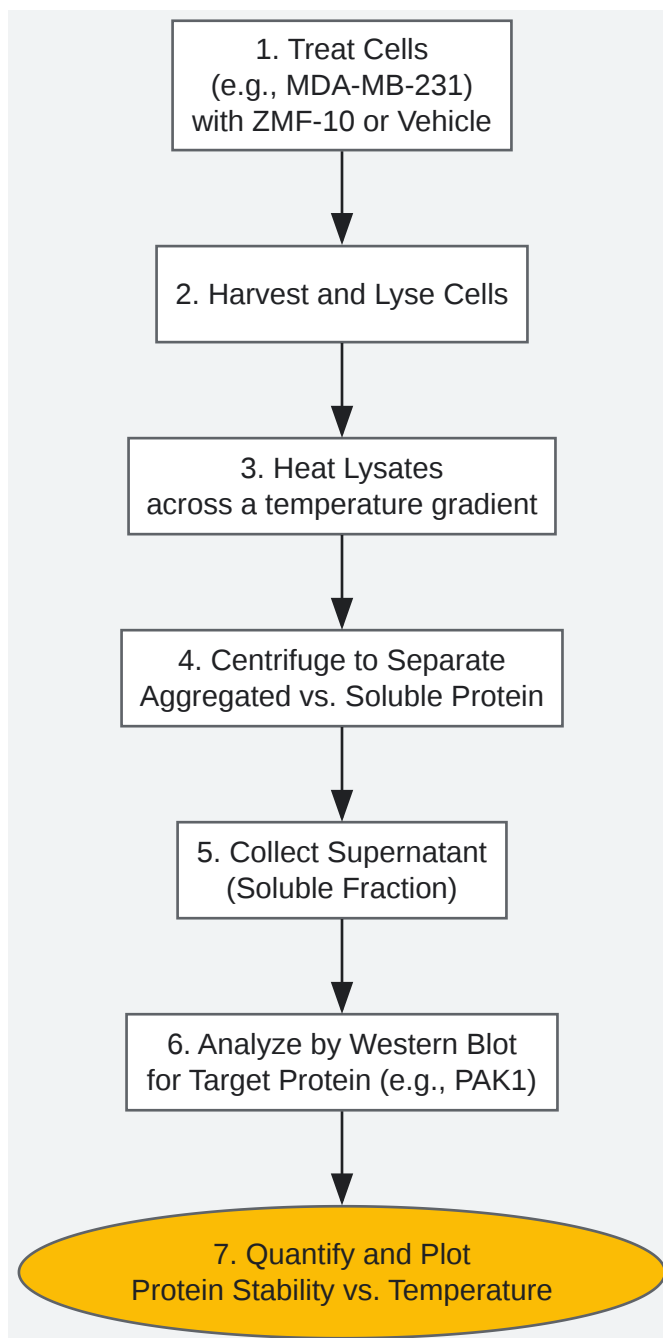 1. Treat Cells
(e.g., MDA-MB-231)
with ZMF-10 or Vehicle
2. Harvest and Lyse Cells
3. Heat Lysates
across a temperature gradient
4. Centrifuge to Separate
Aggregated vs. Soluble Protein
5. Collect Supernatant
(Soluble Fraction)
6. Analyze by Western Blot
for Target Protein (e.g., PAK1)
7. Quantify and Plot
Protein Stability vs. Temperature